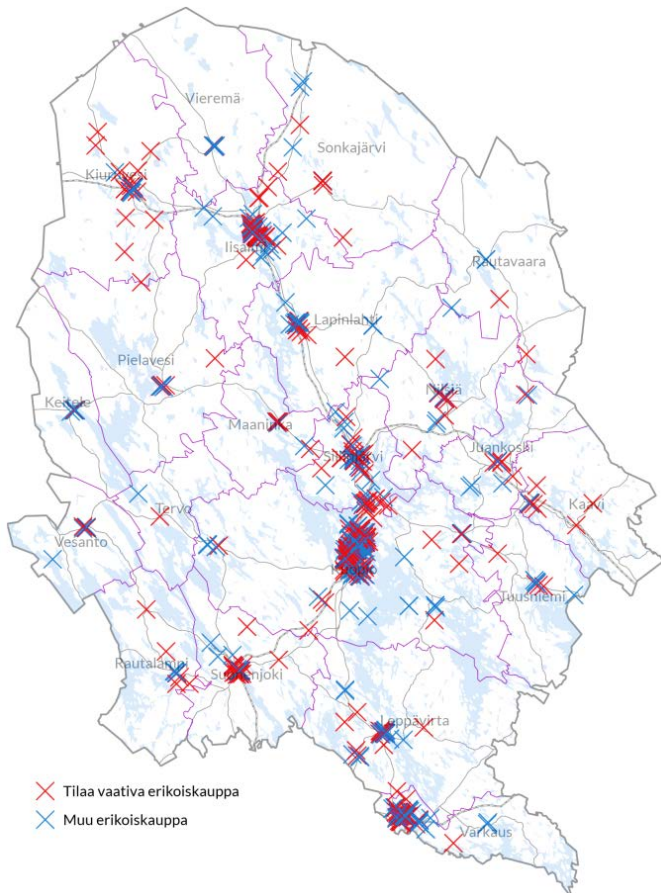 Vieremä
Sonkajärvi
Kiuruvesi
Iisalmi
Rautavaara
Lapinlahti
Pielavesi
Nilsiä
Keitele
Maaninka
Siilinjärvi
Juankoski
Kaavi
Tervo
Vesanto
Kuopio
Tuusniemi
Rautalampi
Suonenjoki
Leppävirta
Tilaa vaativa erikoiskauppa
Muu erikoiskauppa
Varkaus